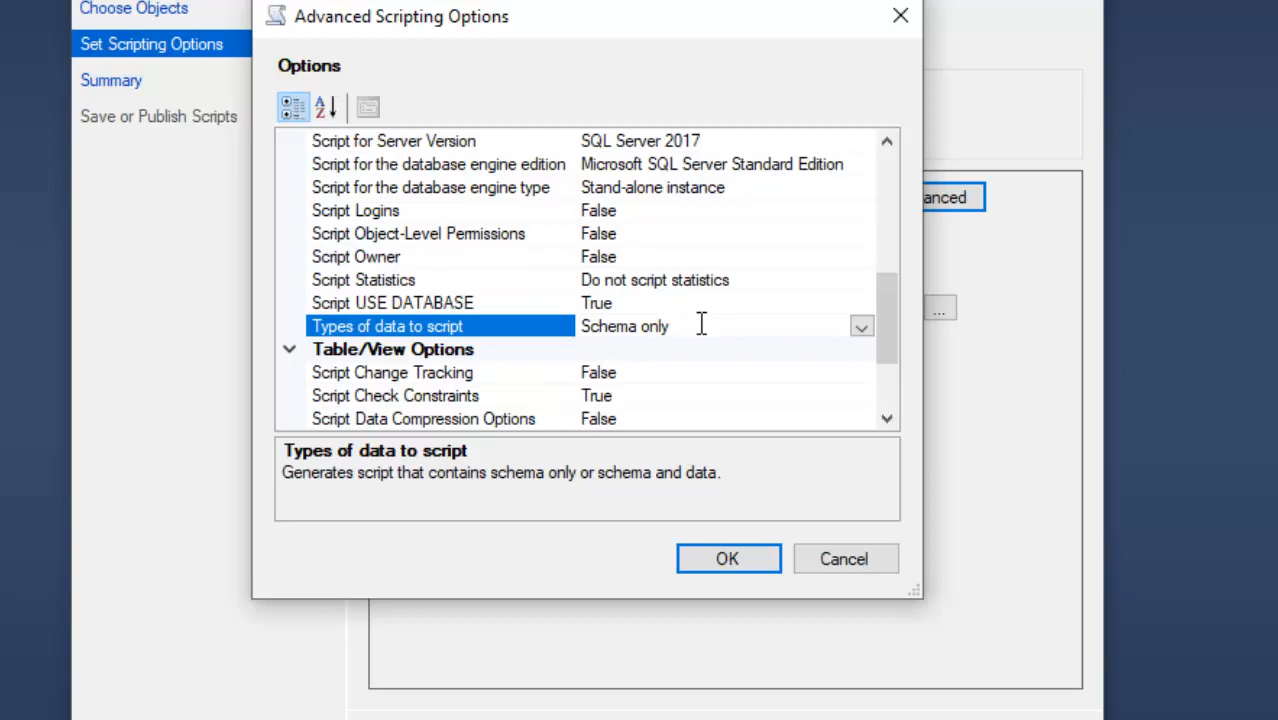 Choose Objects
Set Scripting Options
Summary
Save or Publish Scripts
Advanced Scripting Options
Options
Script for Server Version SQL Server 2017
Script for the database engine edition Microsoft SQL Server Standard Edition
Script for the database engine type Stand-alone instance
Script Logins False
Script Object-Level Permissions False
Script Owner False
Script Statistics Do not script statistics
Script USE DATABASE True
Types of data to script Schema only
Table/View Options
Script Change Tracking False
Script Check Constraints True
Script Data Compression Options False
Types of data to script
Generates script that contains schema only or schema and data.
OK Cancel
anced
...